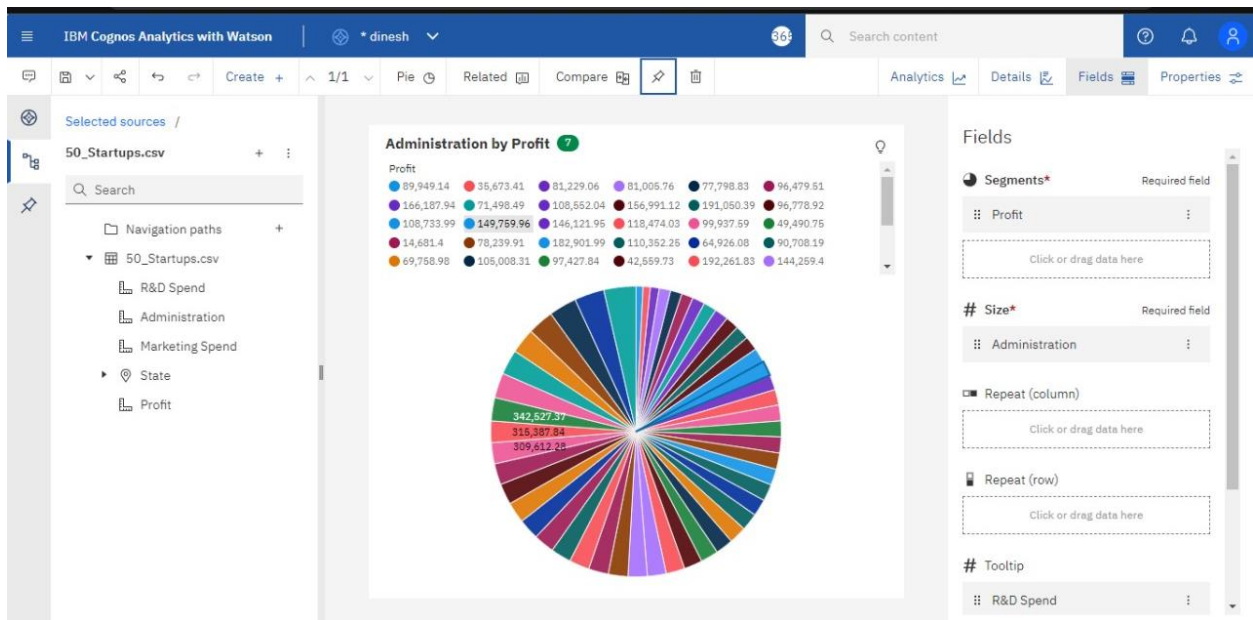 IBM Cognos Analytics with Watson
* dinesh
365
Search content
Create +
1/1
Pie
Related
Compare
Analytics
Details
Fields
Properties
Selected sources /
50_Startups.csv
Search
Navigation paths
50_Startups.csv
R&D Spend
Administration
Marketing Spend
State
Profit
Administration by Profit 7
Profit
89,949.14 35,673.41 81,229.06 81,005.76 77,798.83 96,479.51
166,187.94 71,498.49 108,552.04 156,991.12 191,050.39 96,778.92
108,733.99 149,759.96 146,121.95 118,474.03 99,937.59 49,490.75
14,681.4 78,239.91 182,901.99 110,352.25 64,926.08 90,708.19
69,758.98 105,008.31 97,427.84 42,559.73 192,261.83 144,259.4
342,527.37
315,387.84
309,612.28
Fields
Segments* Required field
Profit
Click or drag data here
# Size* Required field
Administration
Repeat (column)
Click or drag data here
Repeat (row)
Click or drag data here
# Tooltip
R&D Spend